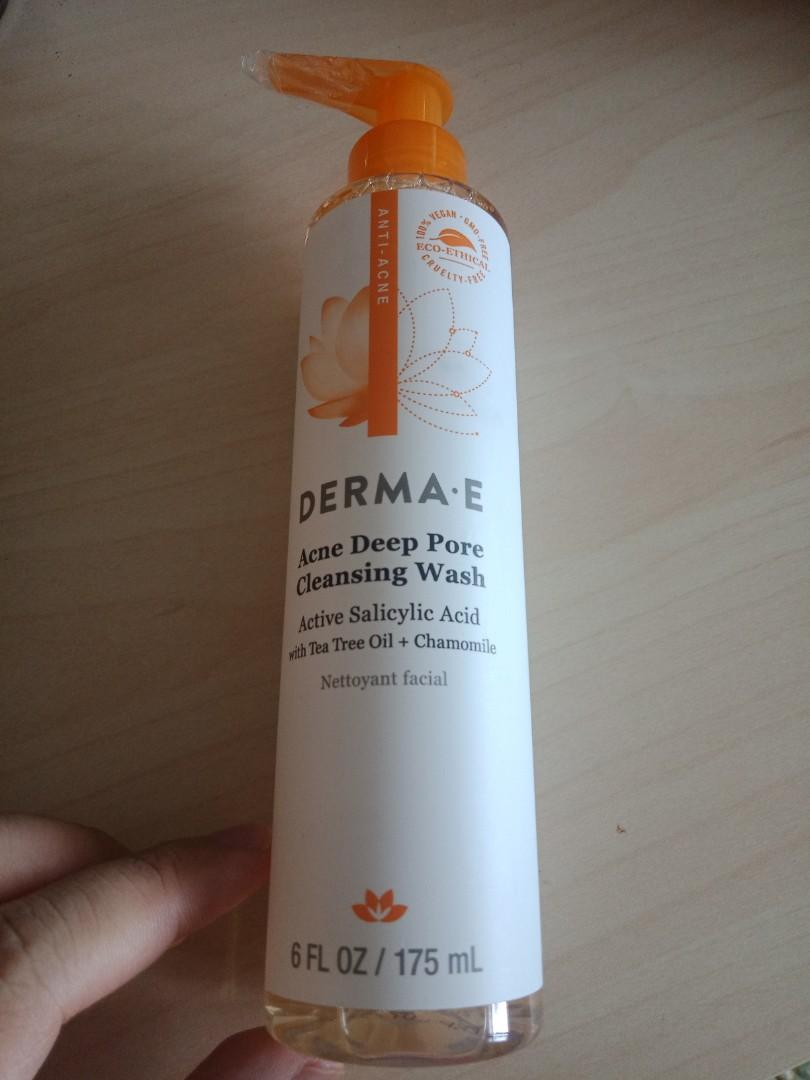 ANTI-ACNE
100% VEGAN • GMO-FREE
ECO-ETHICAL
CRUELTY-FREE
DERMA·E
Acne Deep Pore
Cleansing Wash
Active Salicylic Acid
with Tea Tree Oil + Chamomile
Nettoyant facial
6 FL OZ / 175 mL